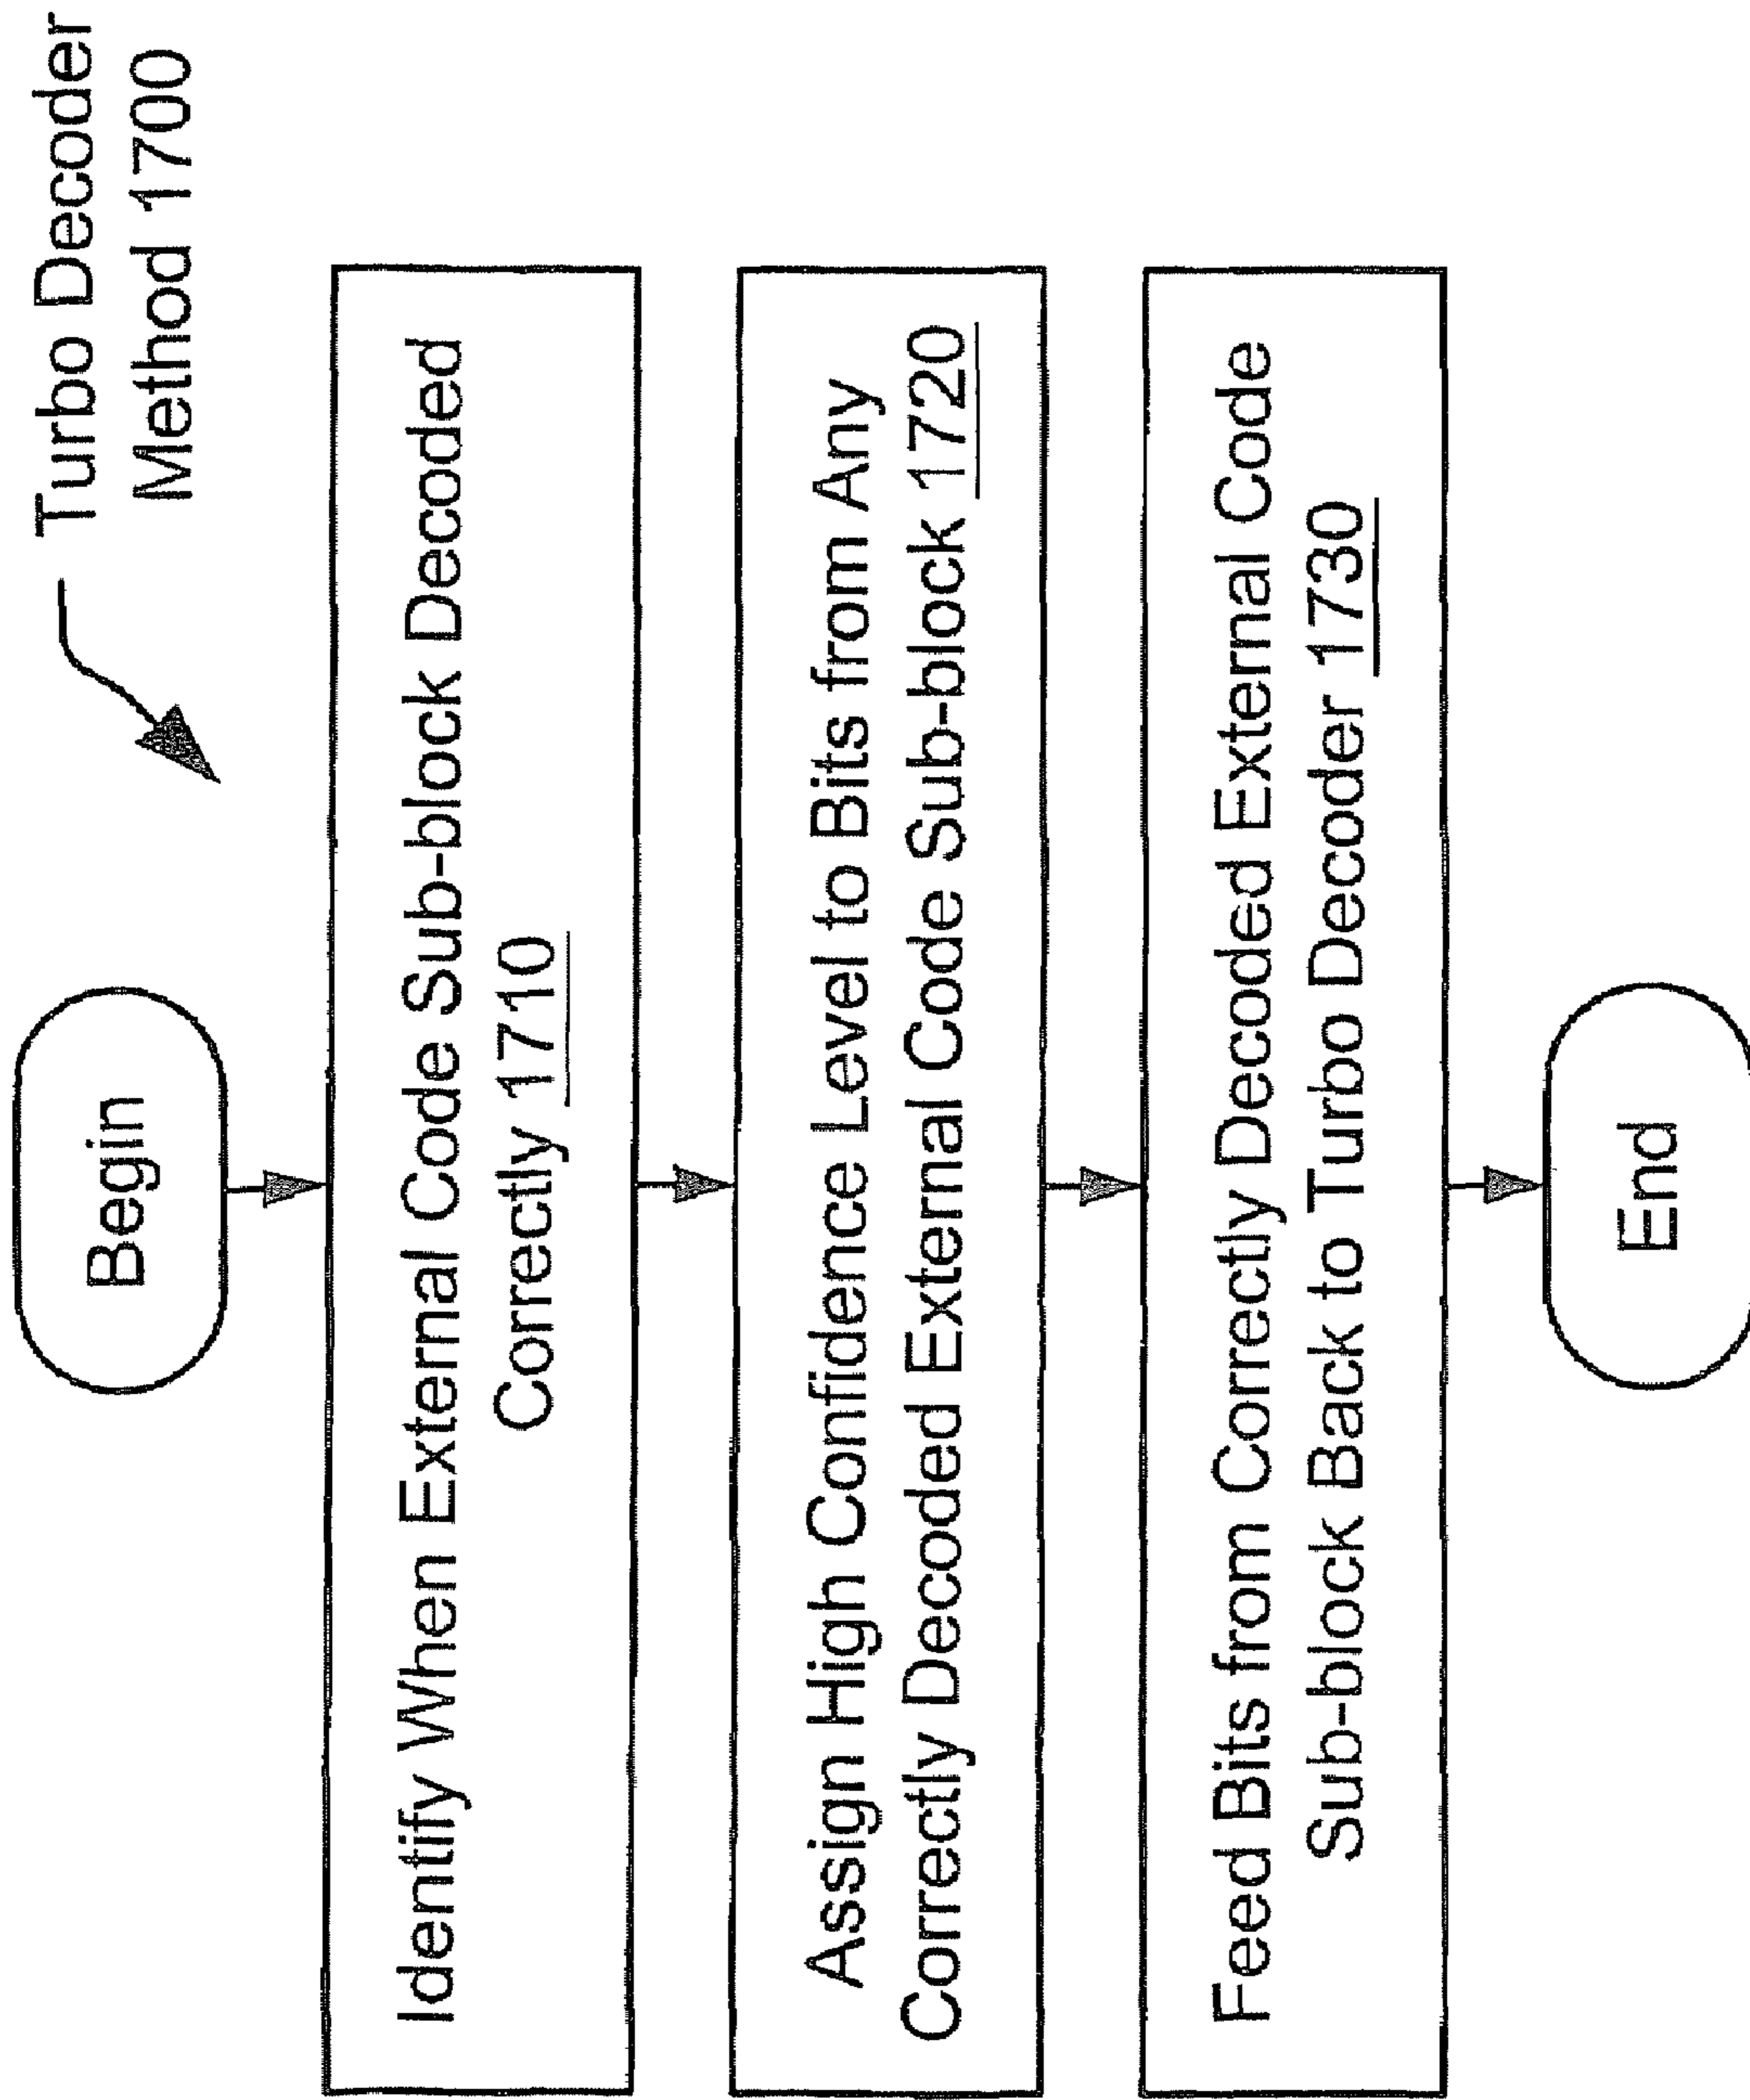 Turbo Decoder
Method 1700
Begin
Identify When External Code Sub-block Decoded
Correctly 1710
Assign High Confidence Level to Bits from Any
Correctly Decoded External Code Sub-block 1720
Feed Bits from Correctly Decoded External Code
Sub-block Back to Turbo Decoder 1730
End